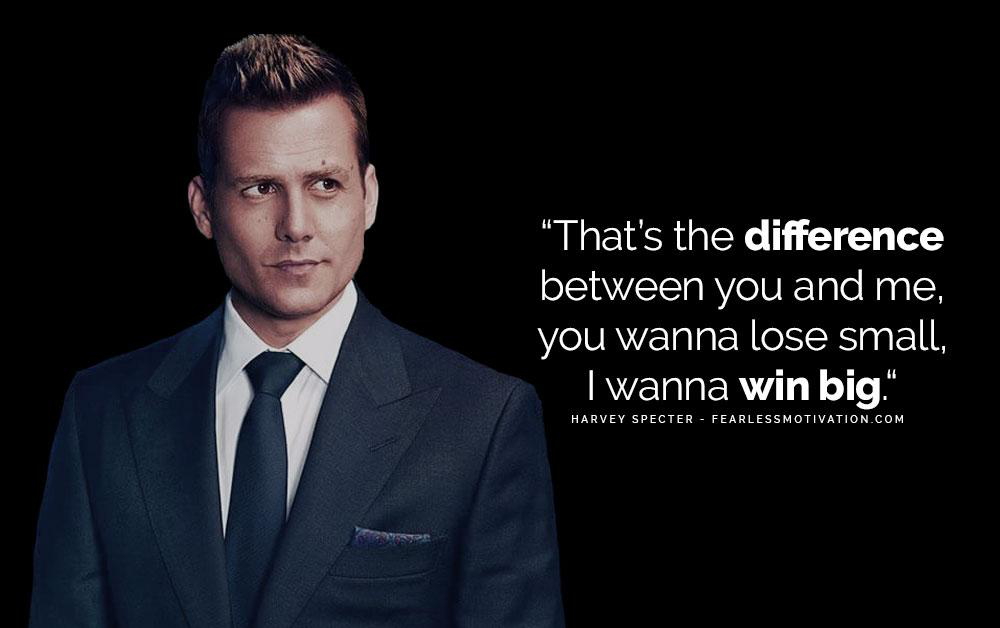 “That’s the difference
between you and me,
you wanna lose small,
I wanna win big.“
HARVEY SPECTER - FEARLESSMOTIVATION.COM